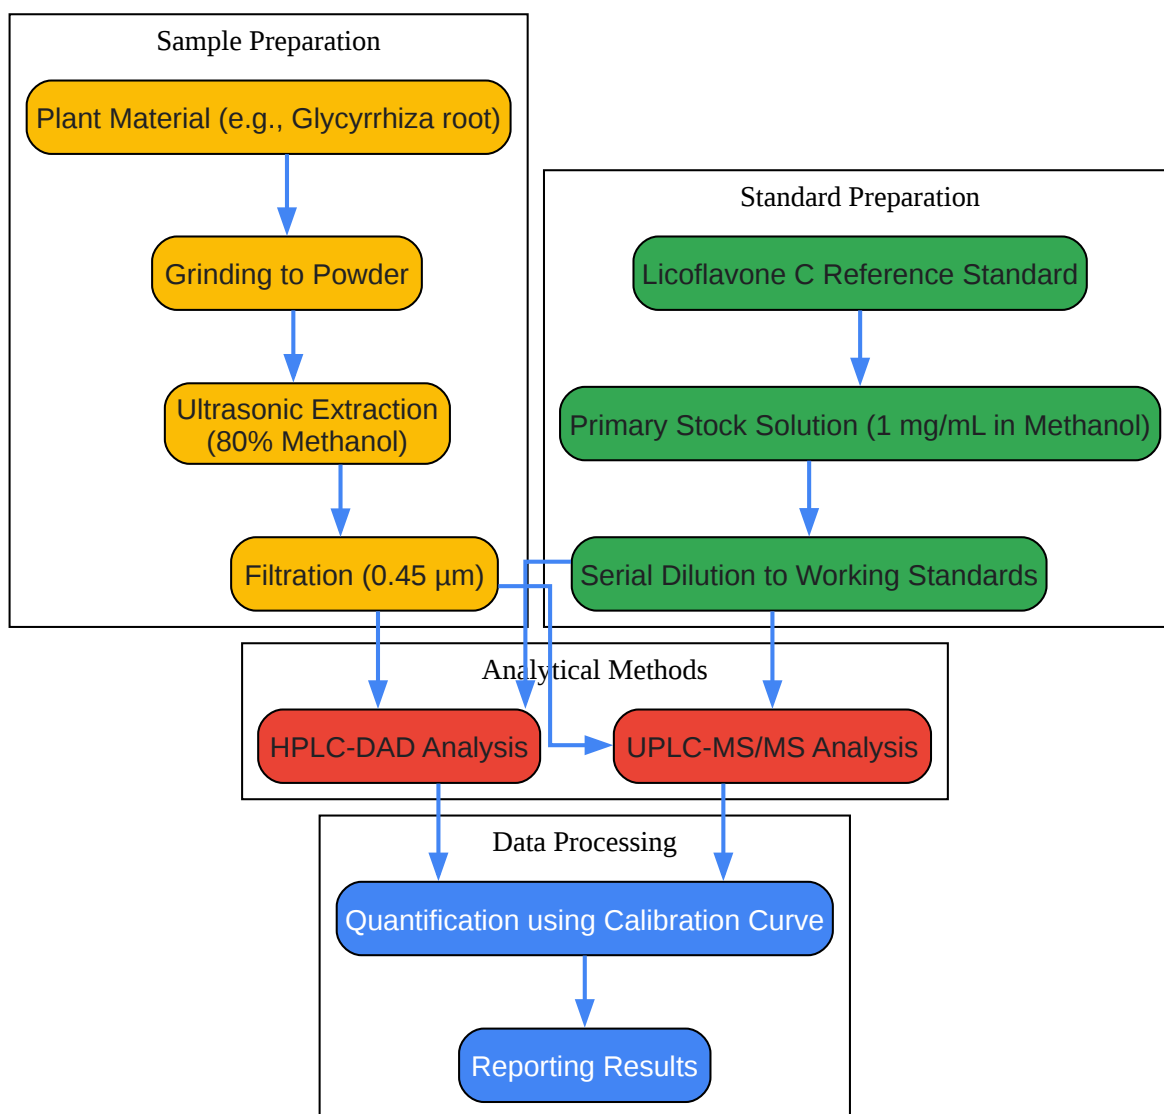 Sample Preparation
Plant Material (e.g., Glycyrrhiza root)
Grinding to Powder
Ultrasonic Extraction
(80% Methanol)
Filtration (0.45 µm)
Standard Preparation
Licoflavone C Reference Standard
Primary Stock Solution (1 mg/mL in Methanol)
Serial Dilution to Working Standards
Analytical Methods
HPLC-DAD Analysis
UPLC-MS/MS Analysis
Data Processing
Quantification using Calibration Curve
Reporting Results